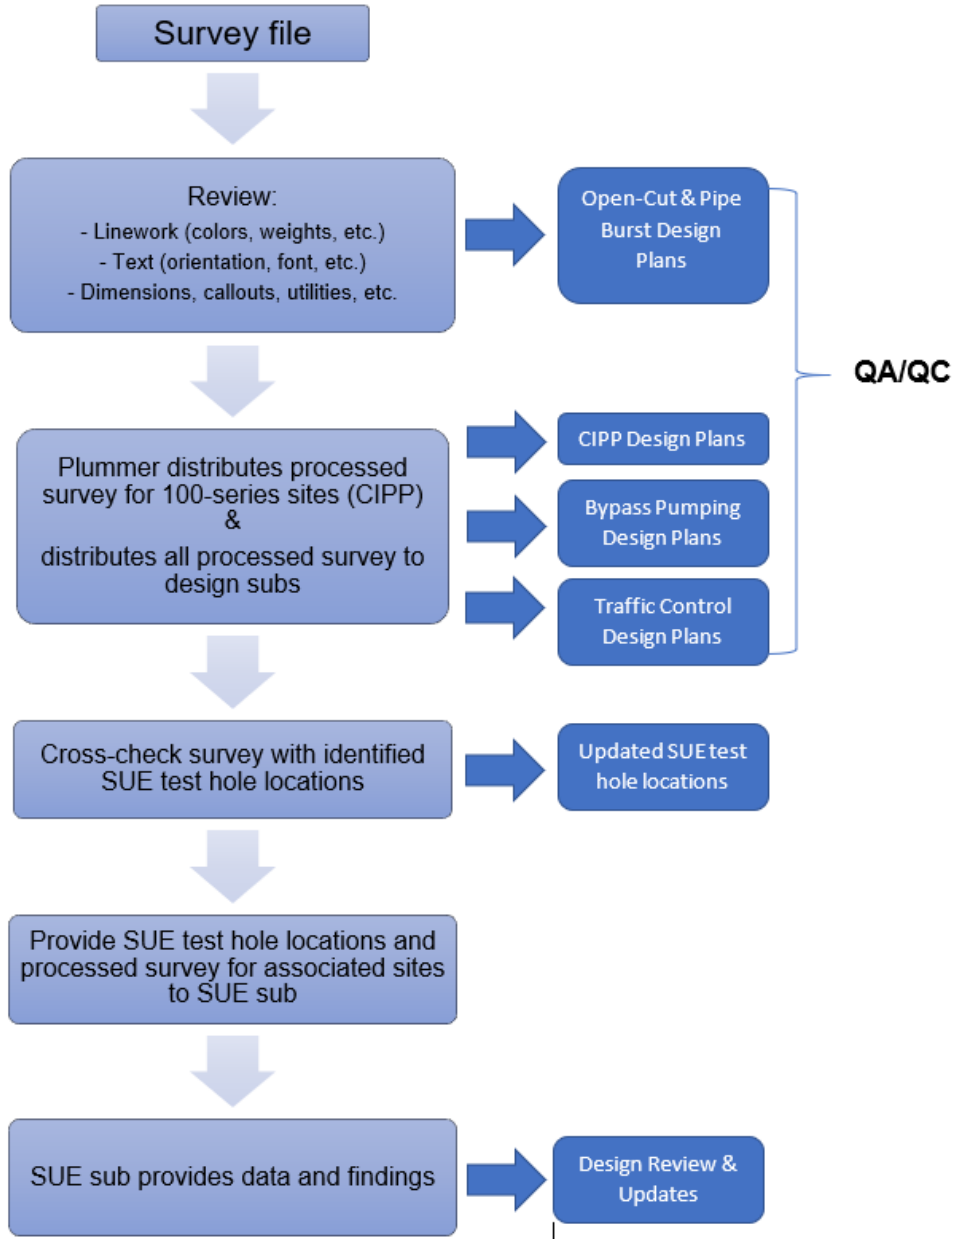 Survey file
Review:
- Linework (colors, weights, etc.)
- Text (orientation, font, etc.)
- Dimensions, callouts, utilities, etc.
Open-Cut & Pipe
Burst Design
Plans
QA/QC
Plummer distributes processed
survey for 100-series sites (CIPP)
&
distributes all processed survey to
design subs
CIPP Design Plans
Bypass Pumping
Design Plans
Traffic Control
Design Plans
Cross-check survey with identified
SUE test hole locations
Updated SUE test
hole locations
Provide SUE test hole locations and
processed survey for associated sites
to SUE sub
SUE sub provides data and findings
Design Review &
Updates